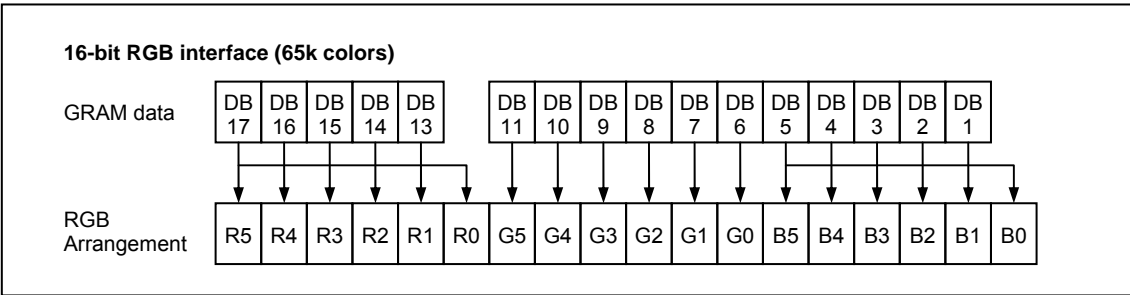 16-bit RGB interface (65k colors)
GRAM data
DB 17 DB 16 DB 15 DB 14 DB 13 DB 11 DB 10 DB 9 DB 8 DB 7 DB 6 DB 5 DB 4 DB 3 DB 2 DB 1
RGB
Arrangement
R5 R4 R3 R2 R1 R0 G5 G4 G3 G2 G1 G0 B5 B4 B3 B2 B1 B0